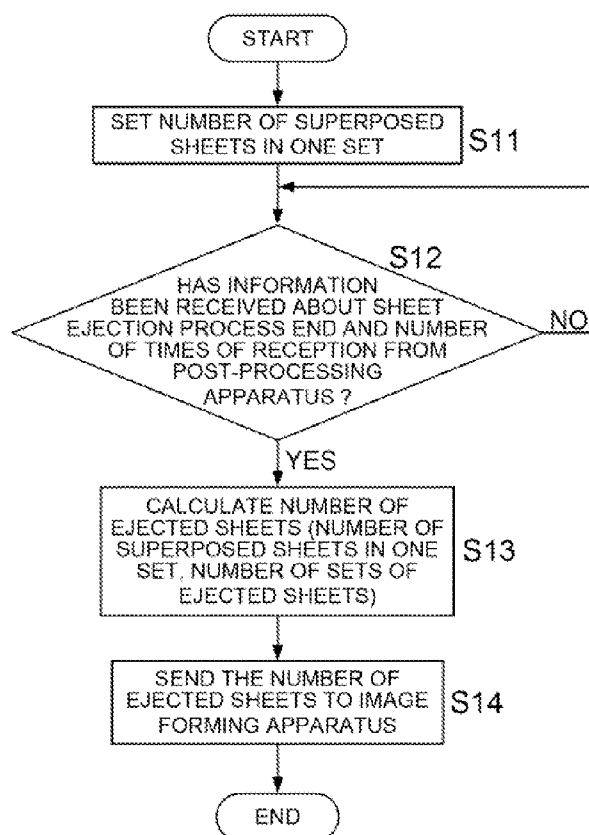 START
SET NUMBER OF SUPERPOSED
SHEETS IN ONE SET
S11
S12
HAS INFORMATION
BEEN RECEIVED ABOUT SHEET
EJECTION PROCESS END AND NUMBER
OF TIMES OF RECEPTION FROM
POST-PROCESSING
APPARATUS ?
NO
YES
CALCULATE NUMBER OF
EJECTED SHEETS (NUMBER OF
SUPERPOSED SHEETS IN ONE
SET, NUMBER OF SETS OF
EJECTED SHEETS)
S13
SEND THE NUMBER OF
EJECTED SHEETS TO IMAGE
FORMING APPARATUS
S14
END